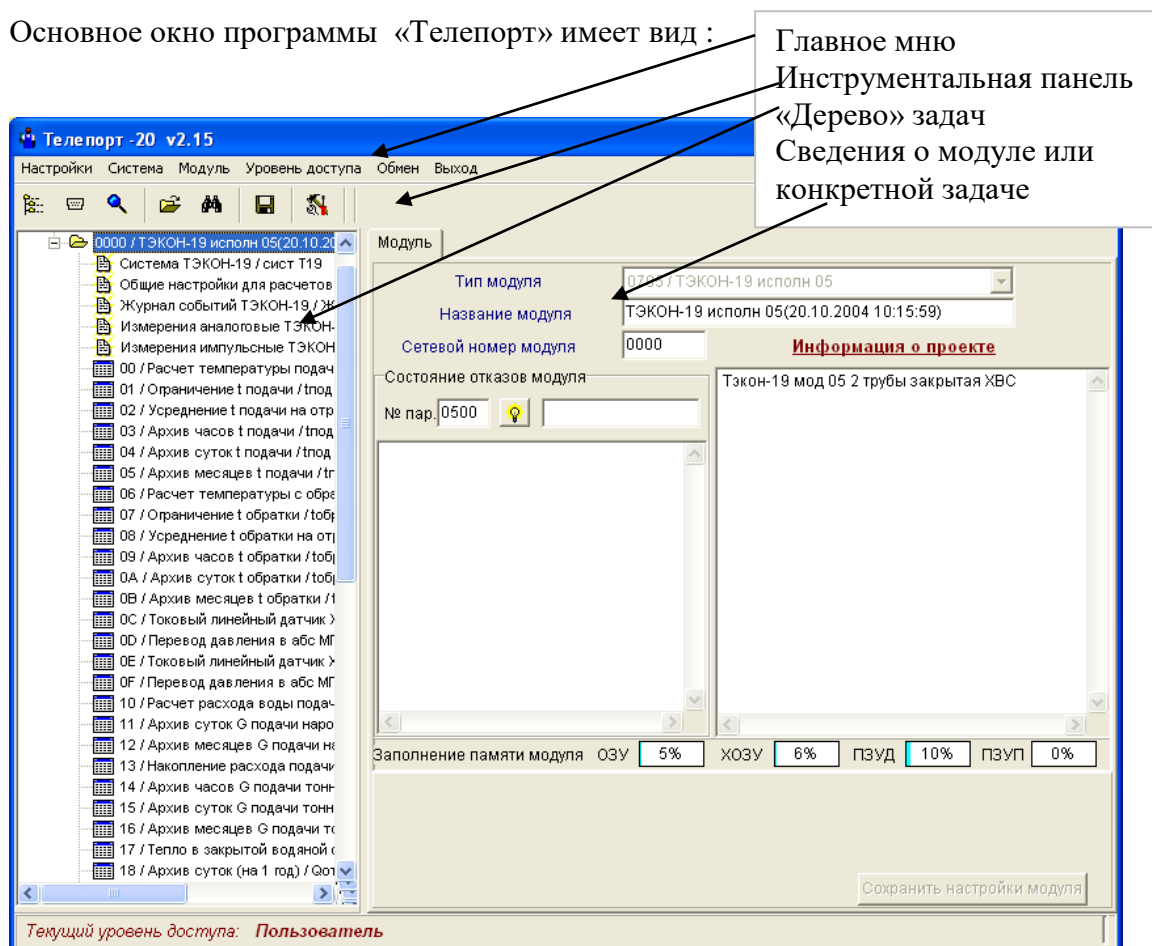 Основное окно программы «Телепорт» имеет вид :
Главное мню
Инструментальная панель
«Дерево» задач
Сведения о модуле или
конкретной задаче
Телепорт -20 v2.15
Настройки Система Модуль Уровень доступа Обмен Выход
0000 / ТЭКОН-19 исполн 05(20.10.20
Система ТЭКОН-19 / сист Т19
Общие настройки для расчетов
Журнал событий ТЭКОН-19 / Ж
Измерения аналоговые ТЭКОН-
Измерения импульсные ТЭКОН
00 / Расчет температуры подач
01 / Ограничение t подачи / tпод
02 / Усреднение t подачи на отр
03 / Архив часов t подачи / tпод
04 / Архив суток t подачи / tпод
05 / Архив месяцев t подачи / tп
06 / Расчет температуры с обра
07 / Ограничение t обратки / tобр
08 / Усреднение t обратки на отр
09 / Архив часов t обратки / tобр
0A / Архив суток t обратки / tобр
0B / Архив месяцев t обратки / t
0C / Токовый линейный датчик Х
0D / Перевод давления в абс МП
0E / Токовый линейный датчик Х
0F / Перевод давления в абс МП
10 / Расчет расхода воды подач
11 / Архив суток G подачи наро
12 / Архив месяцев G подачи на
13 / Накопление расхода подачи
14 / Архив часов G подачи тонн
15 / Архив суток G подачи тонн
16 / Архив месяцев G подачи то
17 / Тепло в закрытой водяной с
18 / Архив суток (на 1 год) / Qот
Модуль
Тип модуля 0785 / ТЭКОН-19 исполн 05
Название модуля ТЭКОН-19 исполн 05(20.10.2004 10:15:59)
Сетевой номер модуля 0000 Информация о проекте
Состояние отказов модуля
№ пар. 0500
Тэкон-19 мод 05 2 трубы закрытая ХВС
Заполнение памяти модуля ОЗУ 5% ХОЗУ 6% ПЗУД 10% ПЗУП 0%
Сохранить настройки модуля
Текущий уровень доступа: Пользователь